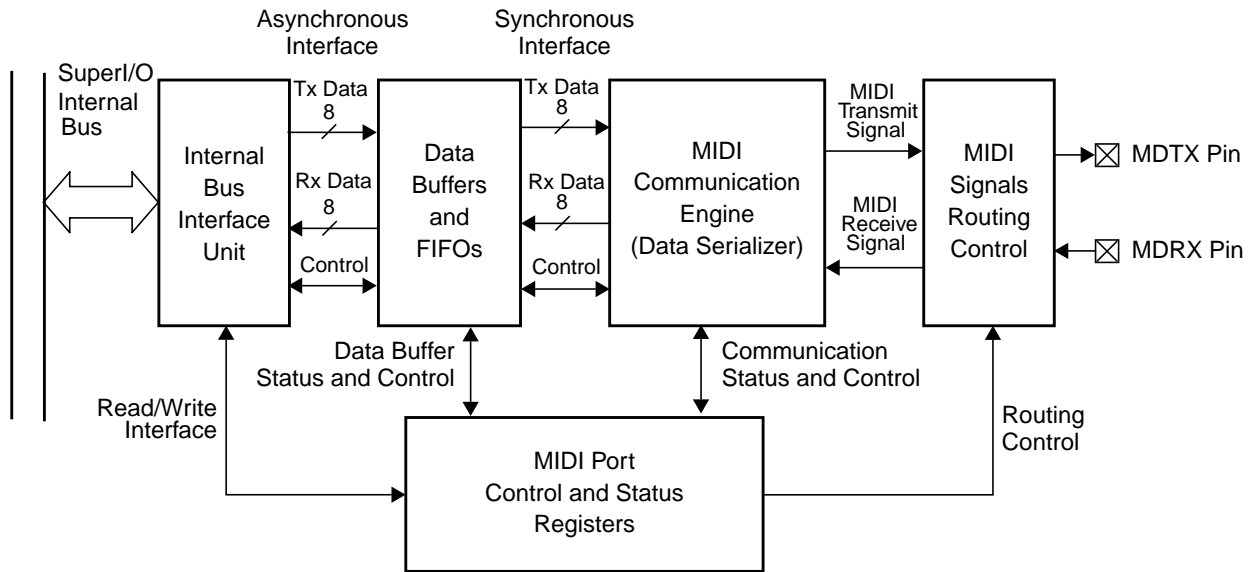 Asynchronous
Interface
Synchronous
Interface
SuperI/O
Internal
Bus
Internal
Bus
Interface
Unit
Tx Data
8
Rx Data
8
Control
Data
Buffers
and
FIFOs
Tx Data
8
Rx Data
8
Control
MIDI
Communication
Engine
(Data Serializer)
MIDI
Transmit
Signal
MIDI
Receive
Signal
MIDI
Signals
Routing
Control
MDTX Pin
MDRX Pin
Read/Write
Interface
Data Buffer
Status and Control
Communication
Status and Control
Routing
Control
MIDI Port
Control and Status
Registers